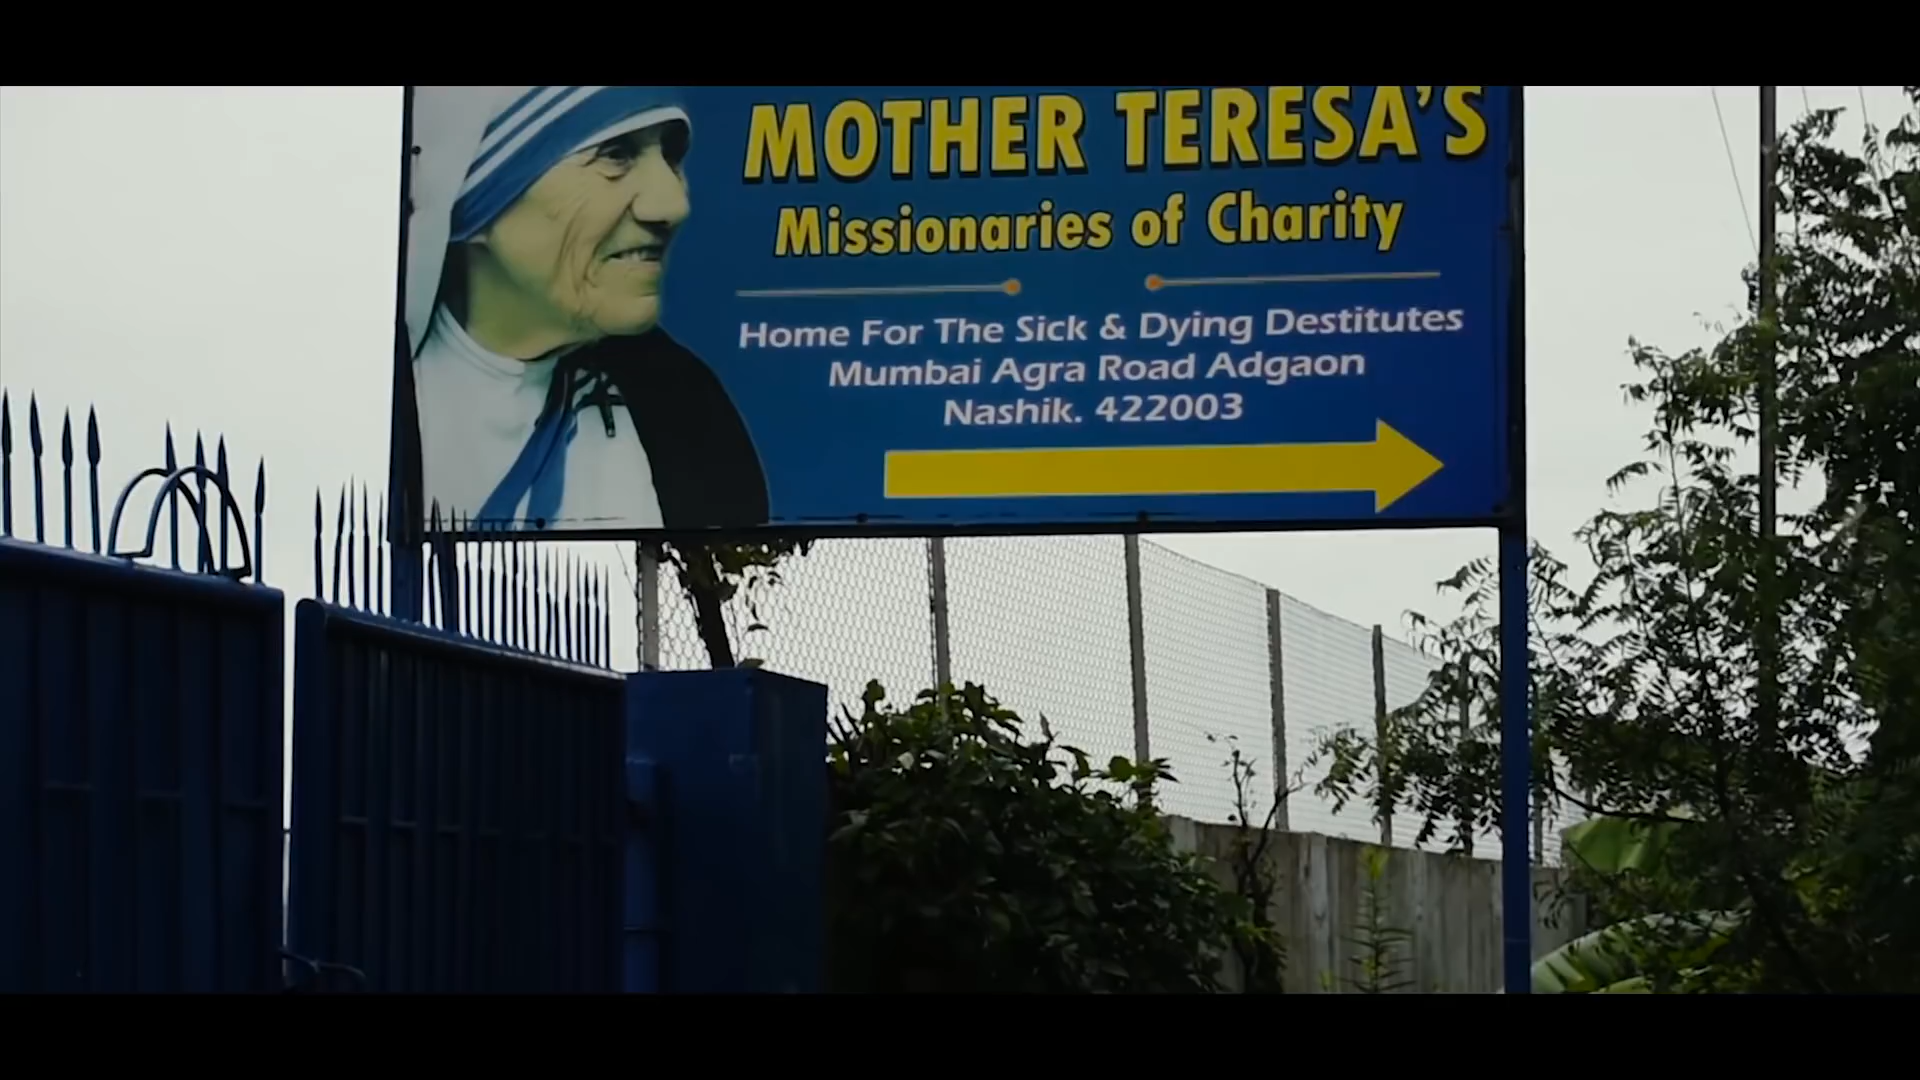 MOTHER TERESA'S
Missionaries of Charity
Home For The Sick & Dying Destitutes
Mumbai Agra Road Adgaon
Nashik. 422003